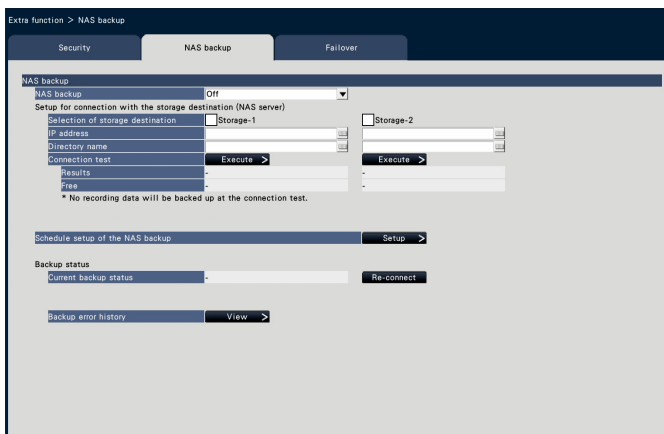 Extra function > NAS backup
Security NAS backup Failover
NAS backup
NAS backup Off
Setup for connection with the storage destination (NAS server)
Selection of storage destination Storage-1 Storage-2
IP address
Directory name
Connection test Execute > Execute >
Results - -
Free - -
* No recording data will be backed up at the connection test.
Schedule setup of the NAS backup Setup >
Backup status
Current backup status - Re-connect
Backup error history View >